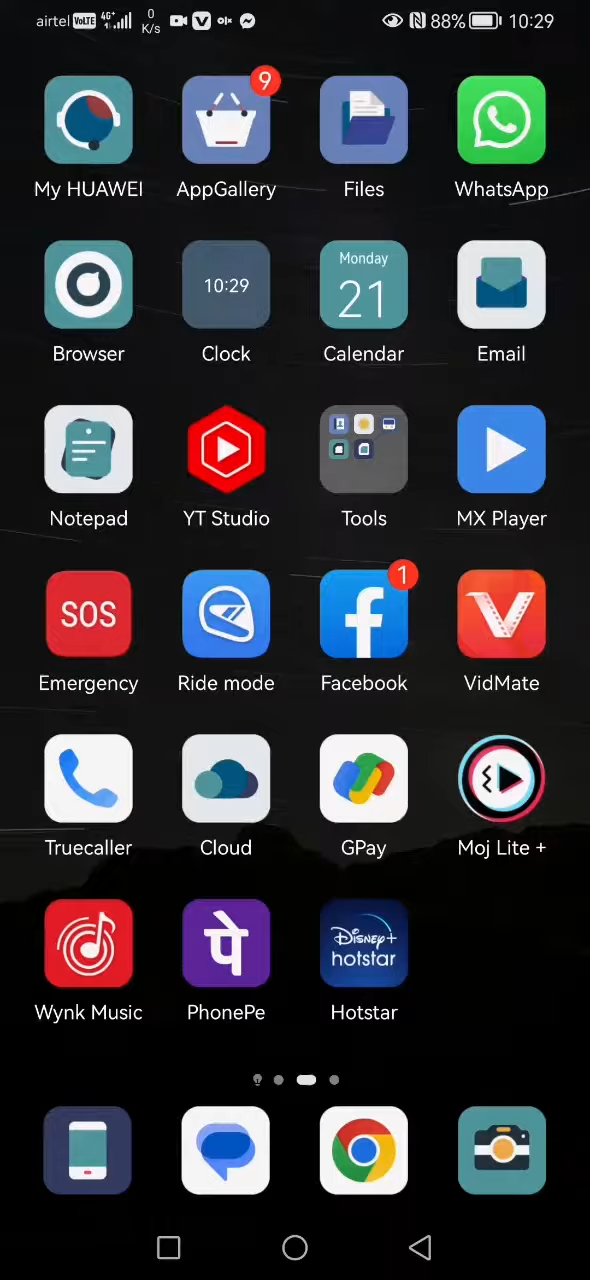 airtel VoLTE 4G+ 0 K/s olx 88% 10:29
9
My HUAWEI AppGallery Files WhatsApp
10:29 Monday 21
Browser Clock Calendar Email
Notepad YT Studio Tools MX Player
SOS 1
Emergency Ride mode Facebook VidMate
Truecaller Cloud GPay Moj Lite +
पे Disney+ hotstar
Wynk Music PhonePe Hotstar